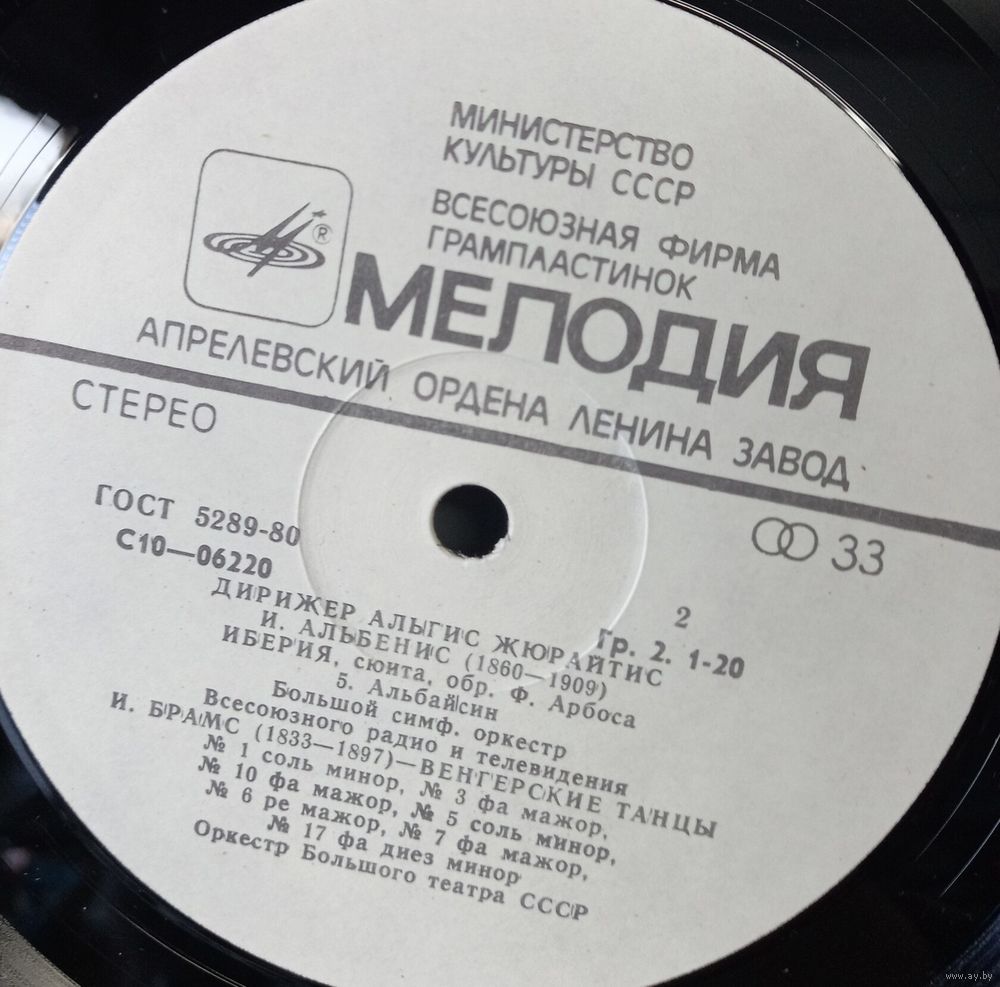 МИНИСТЕРСТВО
КУЛЬТУРЫ СССР
ВСЕСОЮЗНАЯ ФИРМА
ГРАМПЛАСТИНОК
®
МЕЛОДИЯ
АПРЕЛЕВСКИЙ ОРДЕНА ЛЕНИНА ЗАВОД
СТЕРЕО
33
ГОСТ 5289-80
С10—06220
2
Гр. 2. 1-20
ДИРИЖЕР АЛЬГИС ЖЮРАЙТИС
И. АЛЬБЕНИС (1860—1909)
ИБЕРИЯ, сюита, обр. Ф. Арбоса
5. Альбайсин
Большой симф. оркестр
Всесоюзного радио и телевидения
И. БРАМС (1833—1897)—ВЕНГЕРСКИЕ ТАНЦЫ
№ 1 соль минор, № 3 фа мажор,
№ 10 фа мажор, № 5 соль минор,
№ 6 ре мажор, № 7 фа мажор,
№ 17 фа диез минор
Оркестр Большого театра СССР
www.ay.by